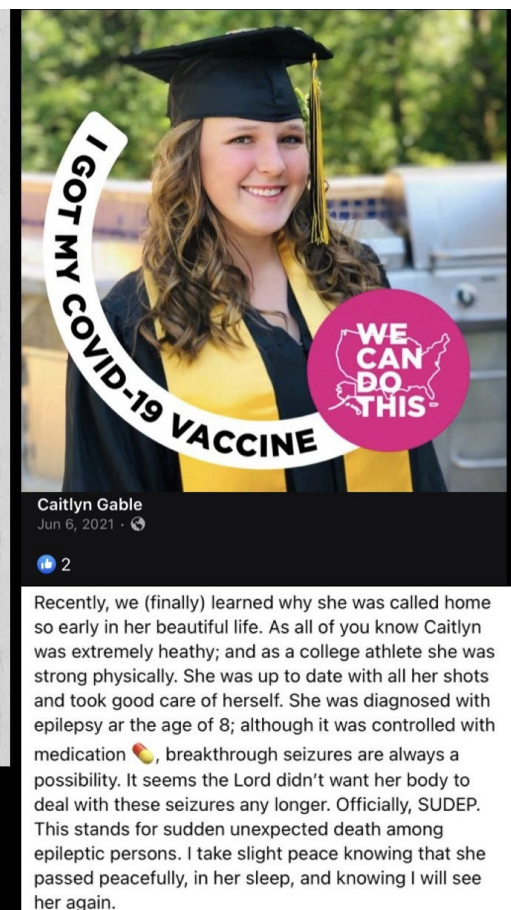 I GOT MY COVID-19 VACCINE
WE
CAN
DO
THIS
Caitlyn Gable
Jun 6, 2021 ·
2
Recently, we (finally) learned why she was called home
so early in her beautiful life. As all of you know Caitlyn
was extremely heathy; and as a college athlete she was
strong physically. She was up to date with all her shots
and took good care of herself. She was diagnosed with
epilepsy ar the age of 8; although it was controlled with
medication 💊, breakthrough seizures are always a
possibility. It seems the Lord didn't want her body to
deal with these seizures any longer. Officially, SUDEP.
This stands for sudden unexpected death among
epileptic persons. I take slight peace knowing that she
passed peacefully, in her sleep, and knowing I will see
her again.